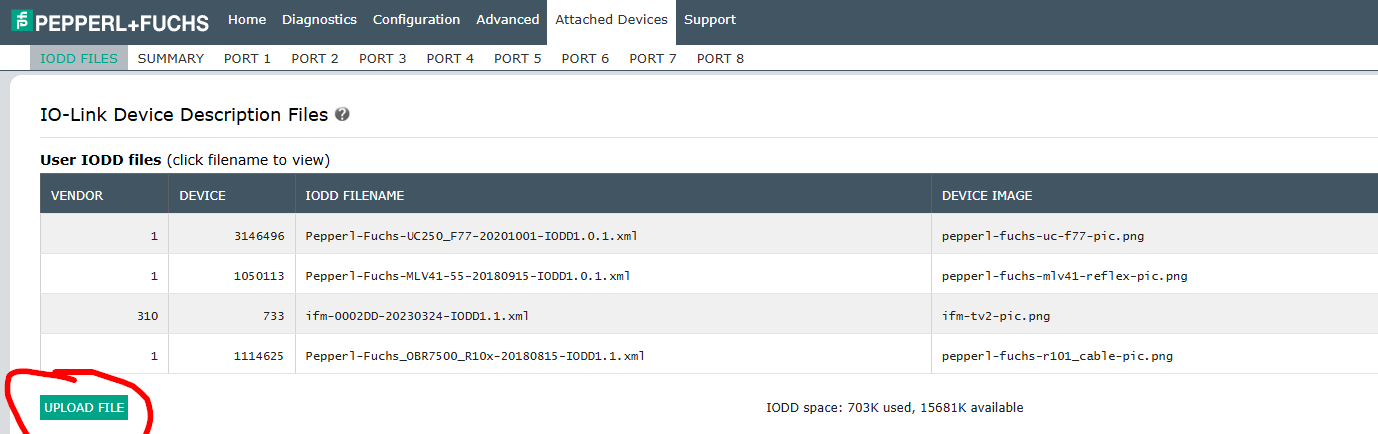 PEPPERL+FUCHS Home Diagnostics Configuration Advanced Attached Devices Support
IODD FILES SUMMARY PORT 1 PORT 2 PORT 3 PORT 4 PORT 5 PORT 6 PORT 7 PORT 8
IO-Link Device Description Files ?
User IODD files (click filename to view)
VENDOR DEVICE IODD FILENAME DEVICE IMAGE
1 3146496 Pepperl-Fuchs-UC250_F77-20201001-IODD1.0.1.xml pepperl-fuchs-uc-f77-pic.png
1 1050113 Pepperl-Fuchs-MLV41-55-20180915-IODD1.0.1.xml pepperl-fuchs-mlv41-reflex-pic.png
310 733 ifm-0002DD-20230324-IODD1.1.xml ifm-tv2-pic.png
1 1114625 Pepperl-Fuchs_OBR7500_R10x-20180815-IODD1.1.xml pepperl-fuchs-r101_cable-pic.png
UPLOAD FILE IODD space: 703K used, 15681K available